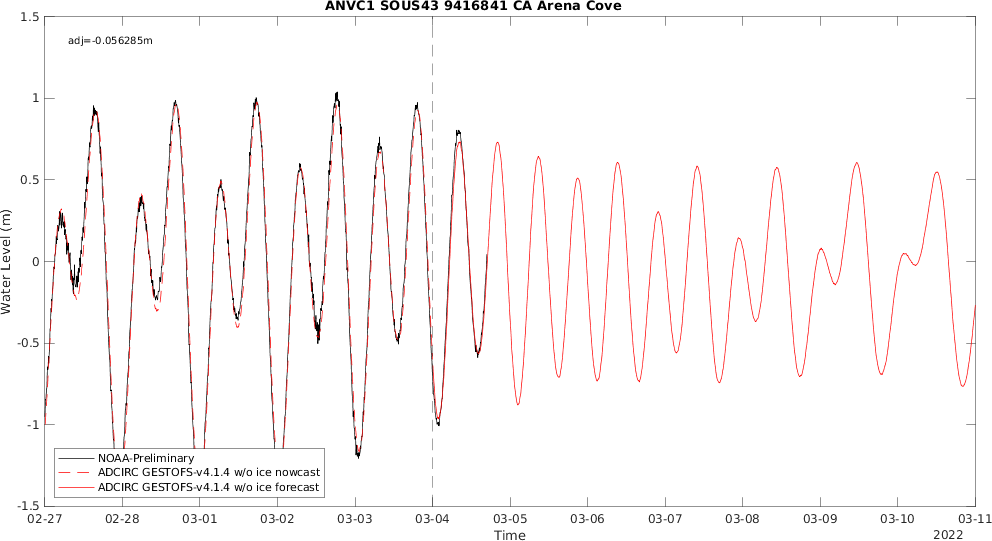 ANVC1 SOUS43 9416841 CA Arena Cove
adj=-0.056285m
Water Level (m)
1.5
1
0.5
0
-0.5
-1
-1.5
NOAA-Preliminary
ADCIRC GESTOFS-v4.1.4 w/o ice nowcast
ADCIRC GESTOFS-v4.1.4 w/o ice forecast
02-27 02-28 03-01 03-02 03-03 03-04 03-05 03-06 03-07 03-08 03-09 03-10 03-11
Time
2022